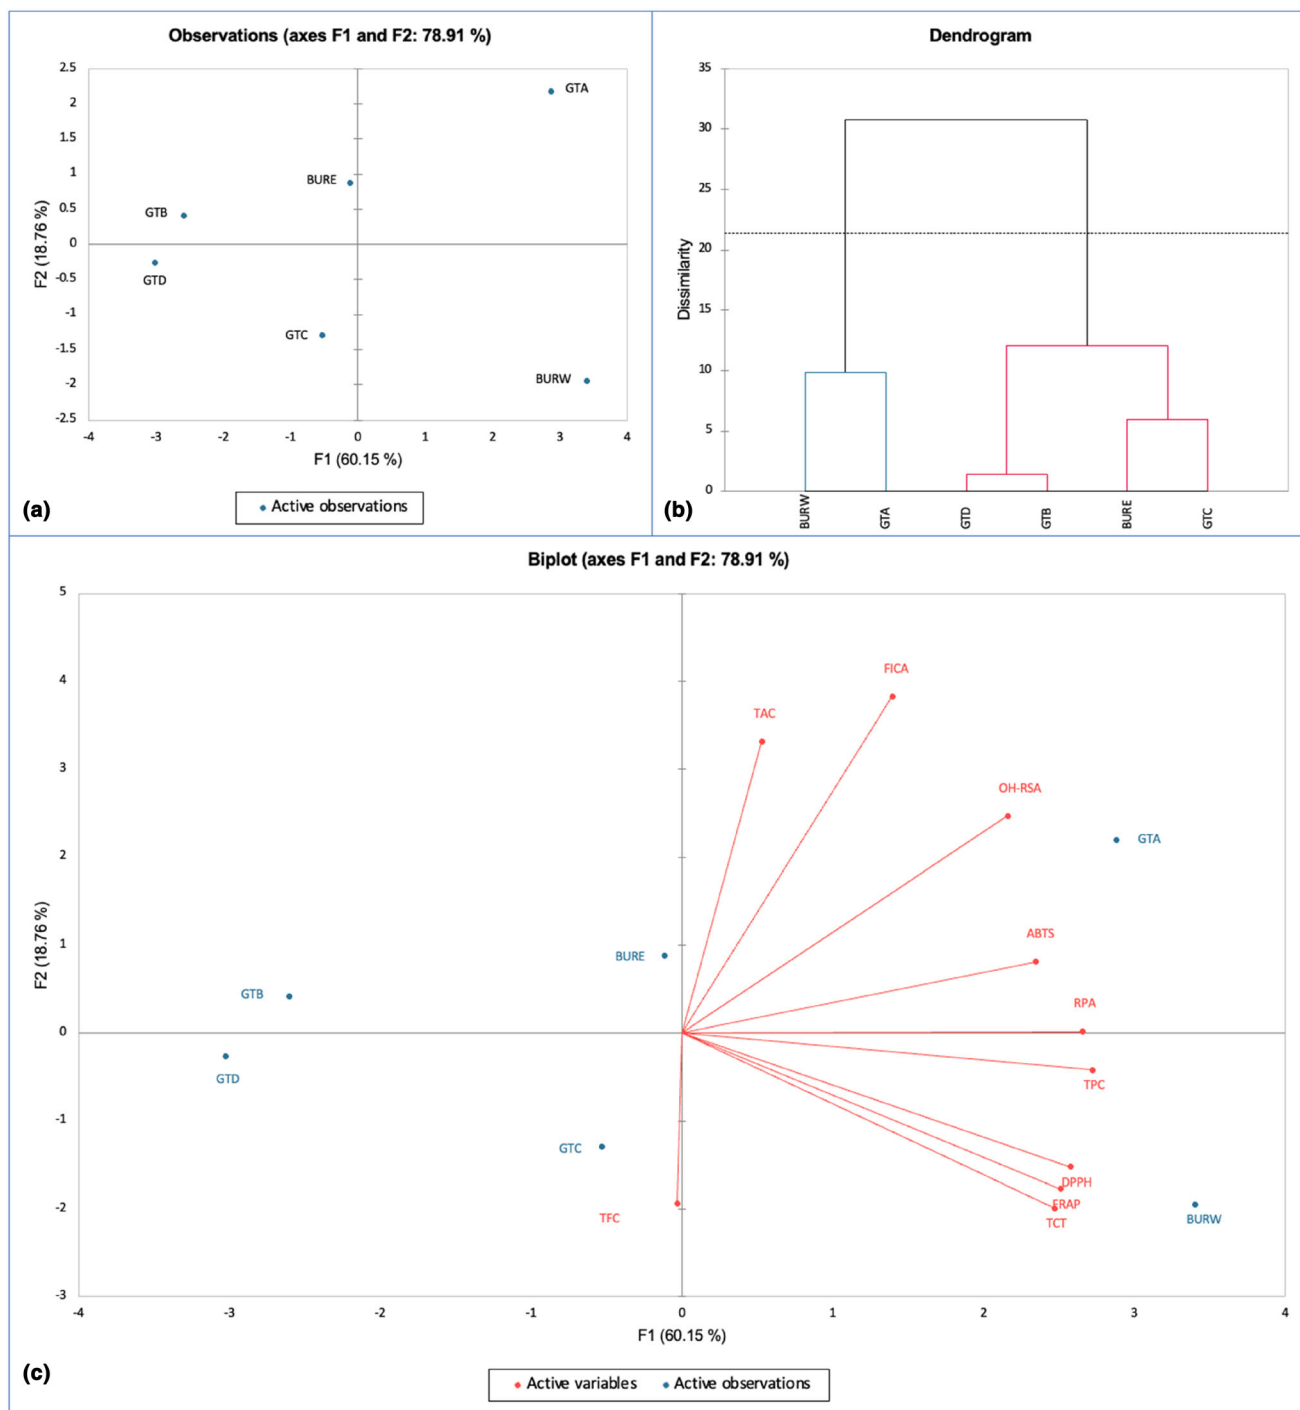 Observations (axes F1 and F2: 78.91 %)
2.5
2
1.5
1
0.5
0
-0.5
-1
-1.5
-2
-2.5
F2 (18.76 %)
GTA
BURE
GTB
GTD
GTC
BURW
-4 -3 -2 -1 0 1 2 3 4
F1 (60.15 %)
Active observations
(a)
Dendrogram
35
30
25
20
15
10
5
0
Dissimilarity
BURW GTA GTD GTB BURE GTC
(b)
Biplot (axes F1 and F2: 78.91 %)
5
4
3
2
1
0
-1
-2
-3
F2 (18.76 %)
FICA
TAC
OH-RSA
GTA
ABTS
BURE
GTB
RPA
GTD
TPC
GTC
DPPH
FRAP
TFC
TCT
BURW
-4 -3 -2 -1 0 1 2 3 4
F1 (60.15 %)
(c)
Active variables Active observations